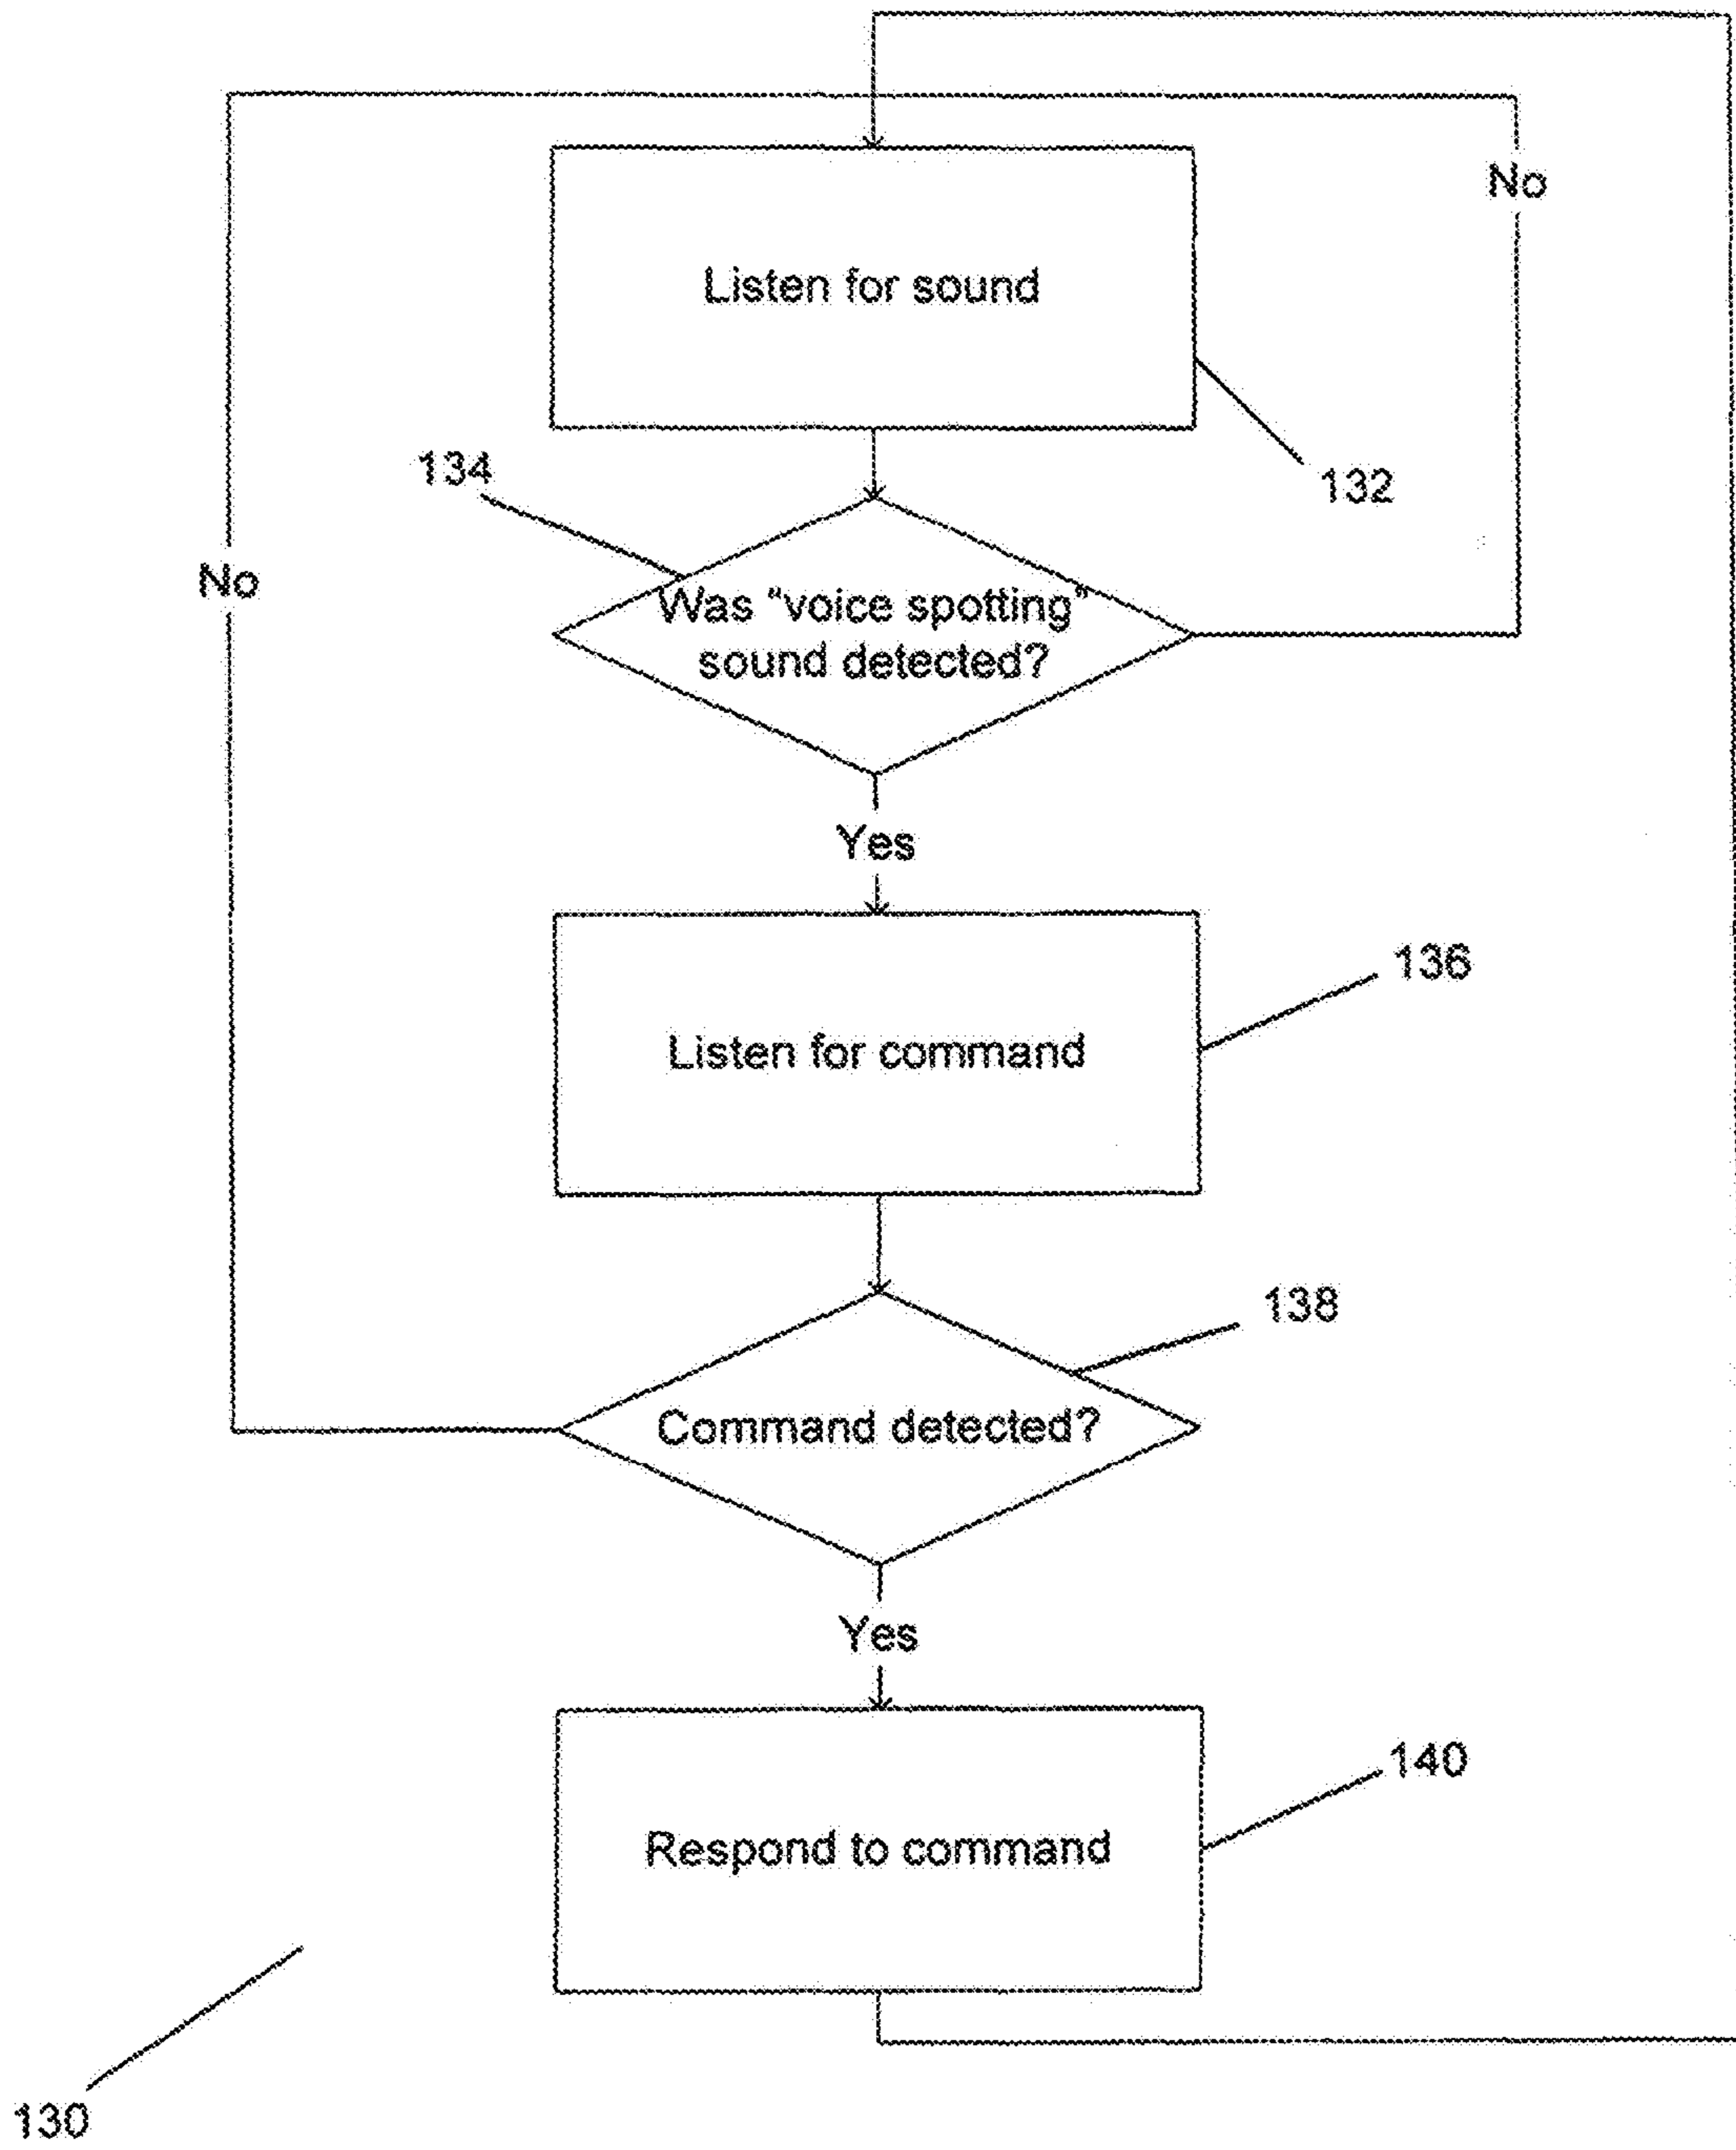 No
Listen for sound
134
132
No
Was “voice spotting”
sound detected?
Yes
136
Listen for command
138
Command detected?
Yes
140
Respond to command
130